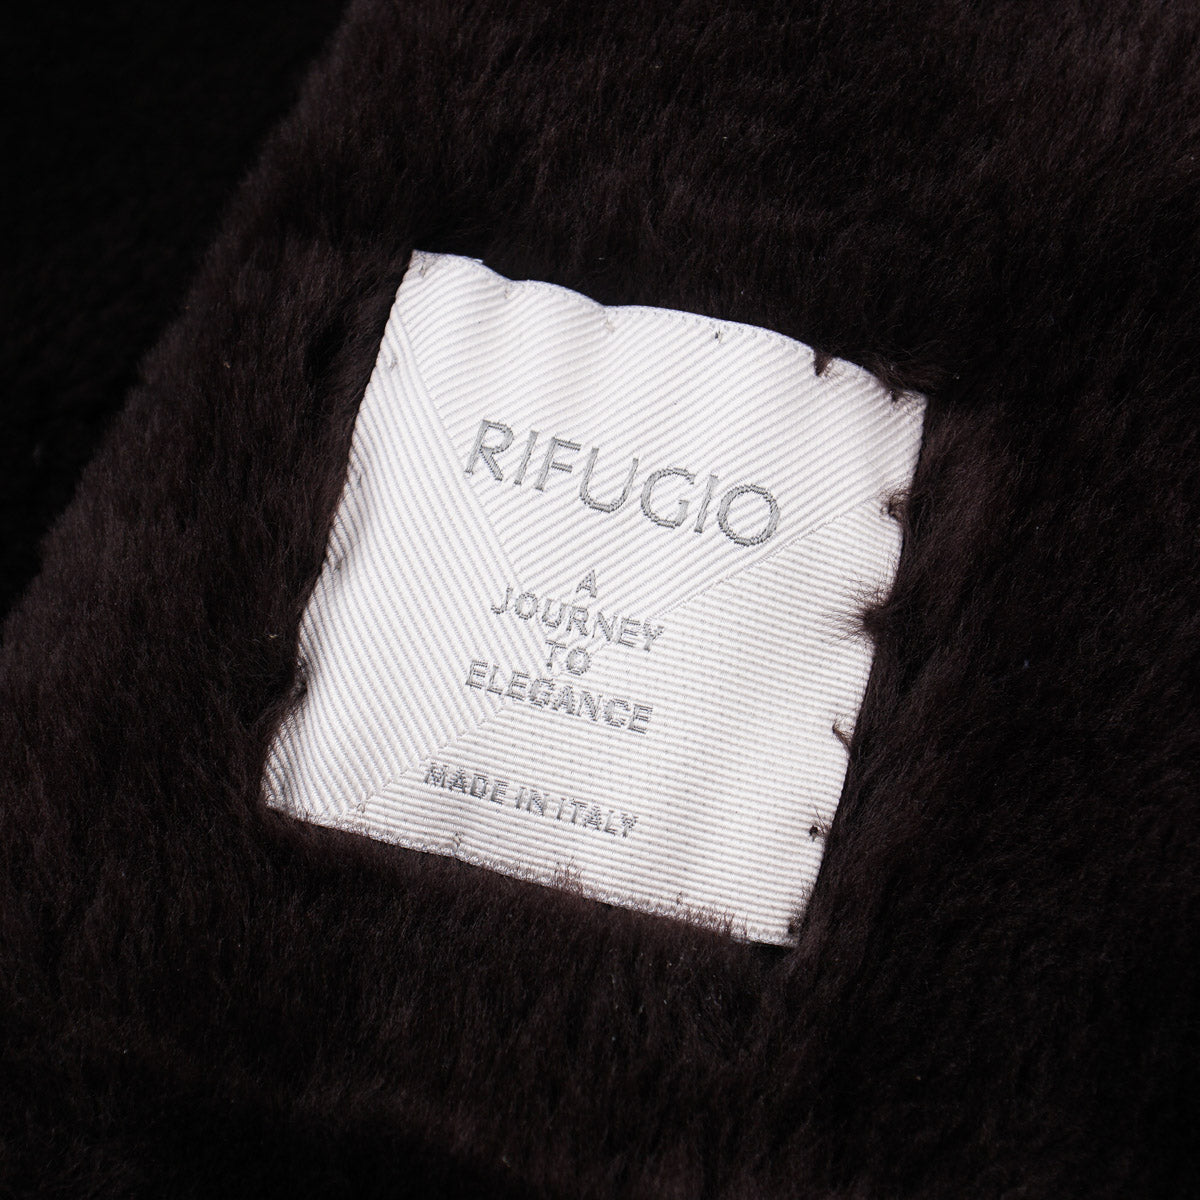 RIFUGIO
A
JOURNEY
TO
ELEGANCE
MADE IN ITALY